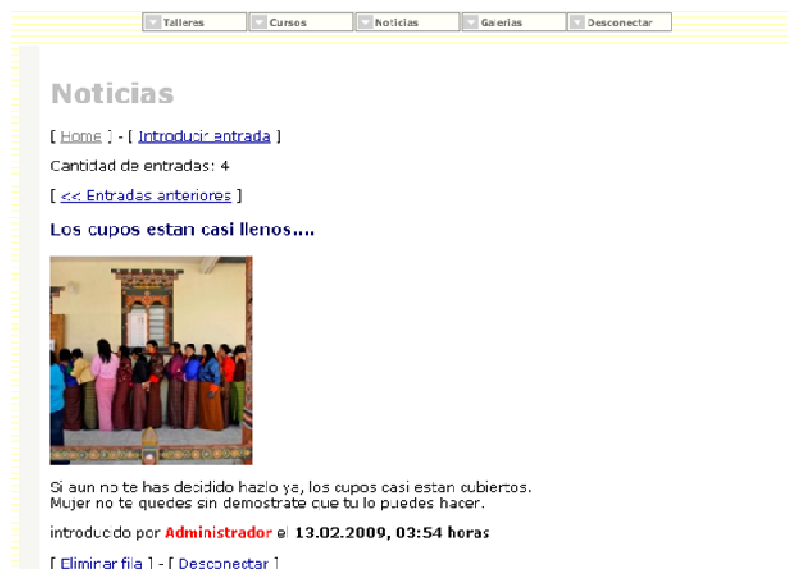 Talleres Cursos Noticias Galerias Desconectar
Noticias
[ Home ] - [ Introducir entrada ]
Cantidad de entradas: 4
[ << Entradas anteriores ]
Los cupos estan casi llenos....
Si aun no te has decidido hazlo ya, los cupos casi estan cubiertos.
Mujer no te quedes sin demostrate que tu lo puedes hacer.
introducido por Administrador el 13.02.2009, 03:54 horas
[ Eliminar fila ] - [ Desconectar ]